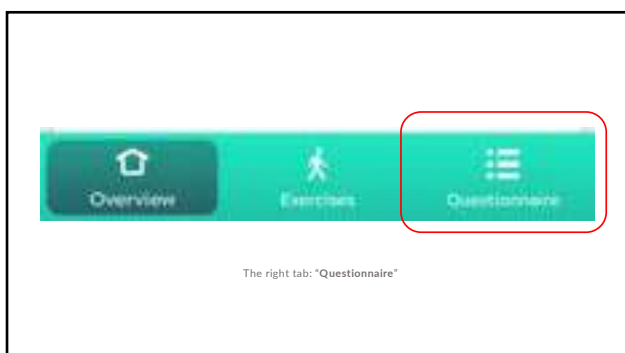 Overview
Exercises
Questionnaire
The right tab: "Questionnaire"